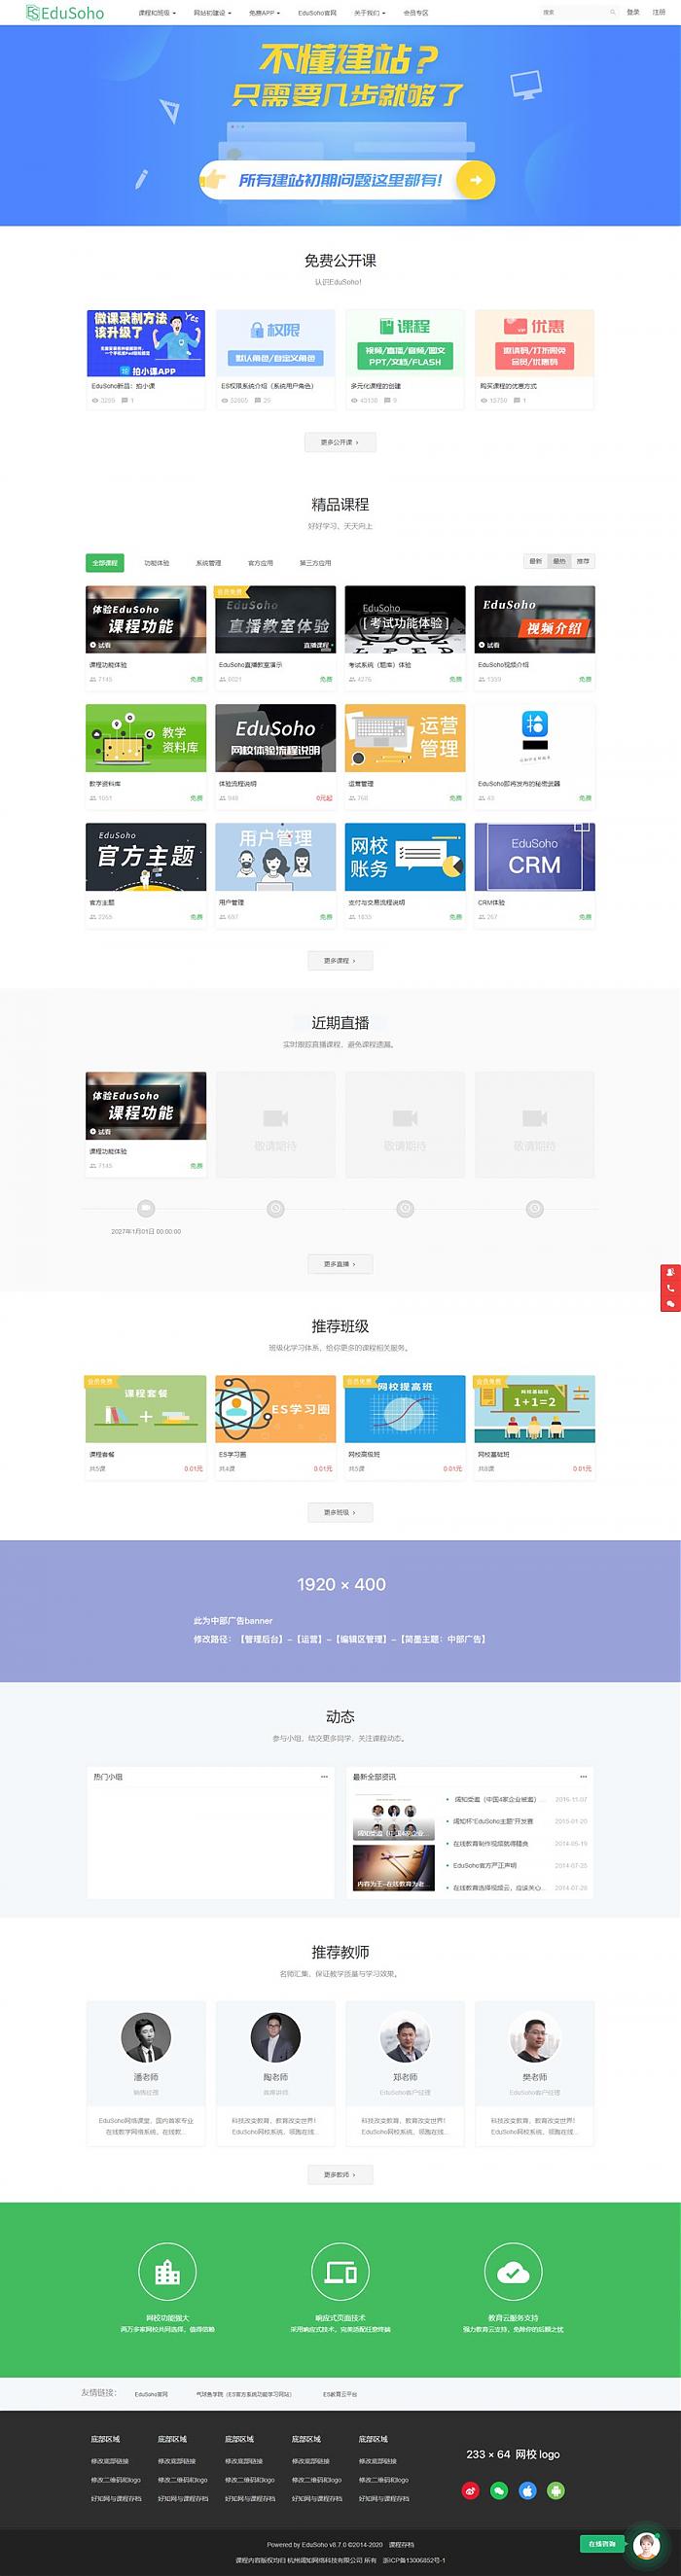 EduSoho
课程和班级 网站初建设 免费APP EduSoho官网 关于我们 会员专区 搜索 登录 注册
不懂建站？
只需要几步就够了
所有建站初期问题这里都有!
免费公开课
认识EduSoho!
微课录制方法
该升级了
YES
拍小课APP
权限
默认角色/自定义角色
课程
视频/直播/音频/图文
PPT/文档/FLASH
优惠
邀请码/打折网关
会员/优惠码
EduSoho新品：拍小课 ES权限系统介绍（系统用户角色） 多元化课程的创建 购买课程的优惠方式
更多公开课
精品课程
好好学习，天天向上
全部课程 功能体验 系统管理 官方应用 第三方应用 最新 最热 推荐
体验EduSoho
课程功能
试看
EduSoho
直播教室体验
EduSoho
[ 考试功能体验 ]
EduSoho
视频介绍
试看
课程功能体验 EduSoho直播教室演示 考试系统（题库）体验 EduSoho视频介绍
7145 免费 免费 4276 免费 1359 免费
教学
资料库
EduSoho
网校体验流程说明
运营
管理
教学资料库 体验流程说明 运营管理 EduSoho即将发布的秘密武器
免费 0元起 免费 免费
EduSoho
官方主题
用户管理
网校
账务
EduSoho
CRM
官方主题 用户管理 支付与交易流程说明 CRM体验
免费 免费 免费 267 免费
更多课程
近期直播
实时跟踪直播课程，避免课程遗漏。
体验EduSoho
课程功能
试看
敬请期待 敬请期待 敬请期待
课程功能体验
7145 免费
2027年1月01日 00:00:00
更多直播
推荐班级
班级化学习体系，给你更多的课程相关服务。
会员免费
课程套餐
ES学习圈
会员免费
网校提高班
会员免费
网校基础班
1+1=2
课程套餐 ES学习圈 网校高级班 网校基础班
共5课 0.01元 共4课 0.01元 共5课 0.01元 共8课 0.01元
更多班级
1920 × 400
此为中部广告banner
修改路径：【管理后台】-【运营】-【编辑区管理】-【简墨主题：中部广告】
动态
参与小组，结交更多同学，关注课程动态。
热门小组
最新全部资讯
阔知受邀（中国4家企业被邀）... 2016-11-07
阔知杯"EduSoho主题"开发赛 2015-01-20
在线教育制作视频就得精良
EduSoho官方严正声明 2014-07-25
在线教育选择视频云，应该关心... 2014-07-28
推荐教师
名师汇集，保证教学质量与学习效果。
潘老师 陶老师 郑老师 樊老师
EduSoho客户经理 EduSoho客户经理
EduSoho网络课堂，国内首家专业
在线教学网络系统，在线教...
科技改变教育，教育改变世界！
EduSoho网校系统，领跑在线...
科技改变教育，教育改变世界！
EduSoho网校系统，领跑在线...
科技改变教育，教育改变世界！
EduSoho网校系统，领跑在线...
更多教师
网校功能强大 响应式页面技术 教育云服务支持
两万多家网校共同选择，值得信赖 采用响应式技术，完美适配任意终端 强力教育云支持，免除你的后顾之忧
友情链接： EduSoho官网 气球鱼学院（ES官方系统功能学习网站） ES教育云平台
底部区域 底部区域 底部区域 底部区域 底部区域
修改底部链接 修改底部链接 修改底部链接 修改底部链接 修改底部链接
修改二维码和logo 修改二维码和logo 修改二维码和logo 修改二维码和logo 修改二维码和logo
好知网与课程存档 好知网与课程存档 好知网与课程存档 好知网与课程存档 好知网与课程存档
233 × 64 网校 logo
Powered by EduSoho v8.7.0 ©2014-2020 课程存档
课程内容版权均归 杭州阔知网络科技有限公司 所有 浙ICP备13006852号-1
在线咨询